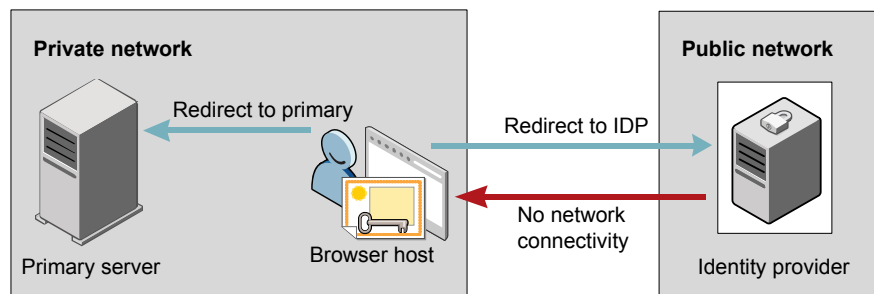 Private network
Public network
Redirect to primary
Redirect to IDP
No network
connectivity
Primary server
Browser host
Identity provider